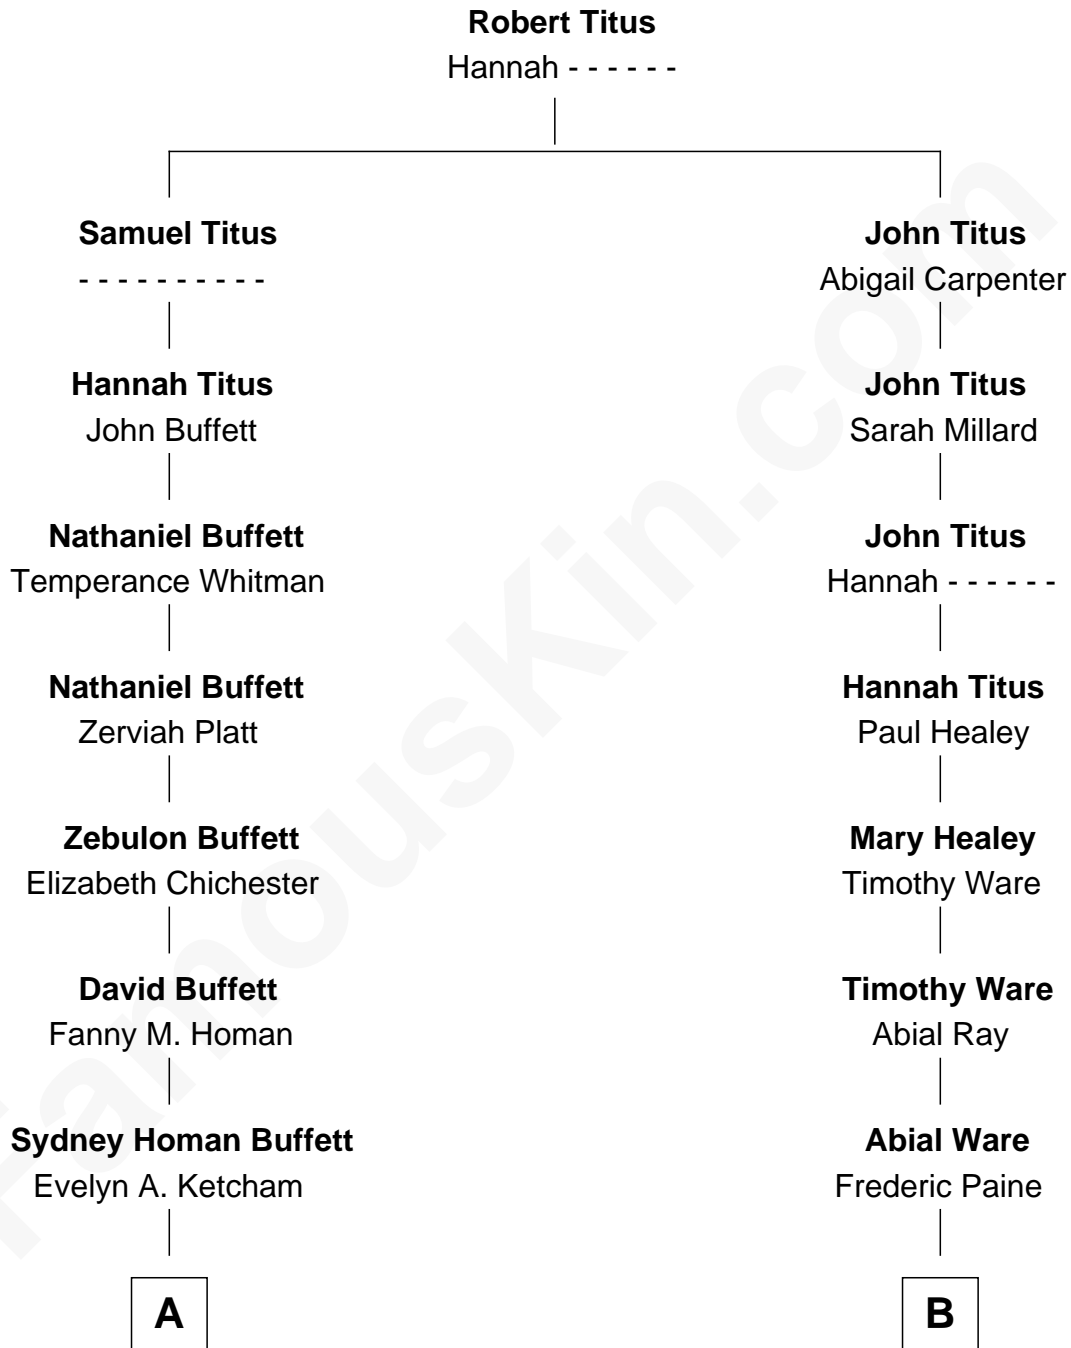 Robert Titus
Hannah - - - - - -
Samuel Titus
- - - - - - - - - -
John Titus
Abigail Carpenter
Hannah Titus
John Buffett
John Titus
Sarah Millard
Nathaniel Buffett
Temperance Whitman
John Titus
Hannah - - - - - -
Nathaniel Buffett
Zerviah Platt
Hannah Titus
Paul Healey
Zebulon Buffett
Elizabeth Chichester
Mary Healey
Timothy Ware
David Buffett
Fanny M. Homan
Timothy Ware
Abial Ray
Sydney Homan Buffett
Evelyn A. Ketcham
Abial Ware
Frederic Paine
A
B
FamousKin.com